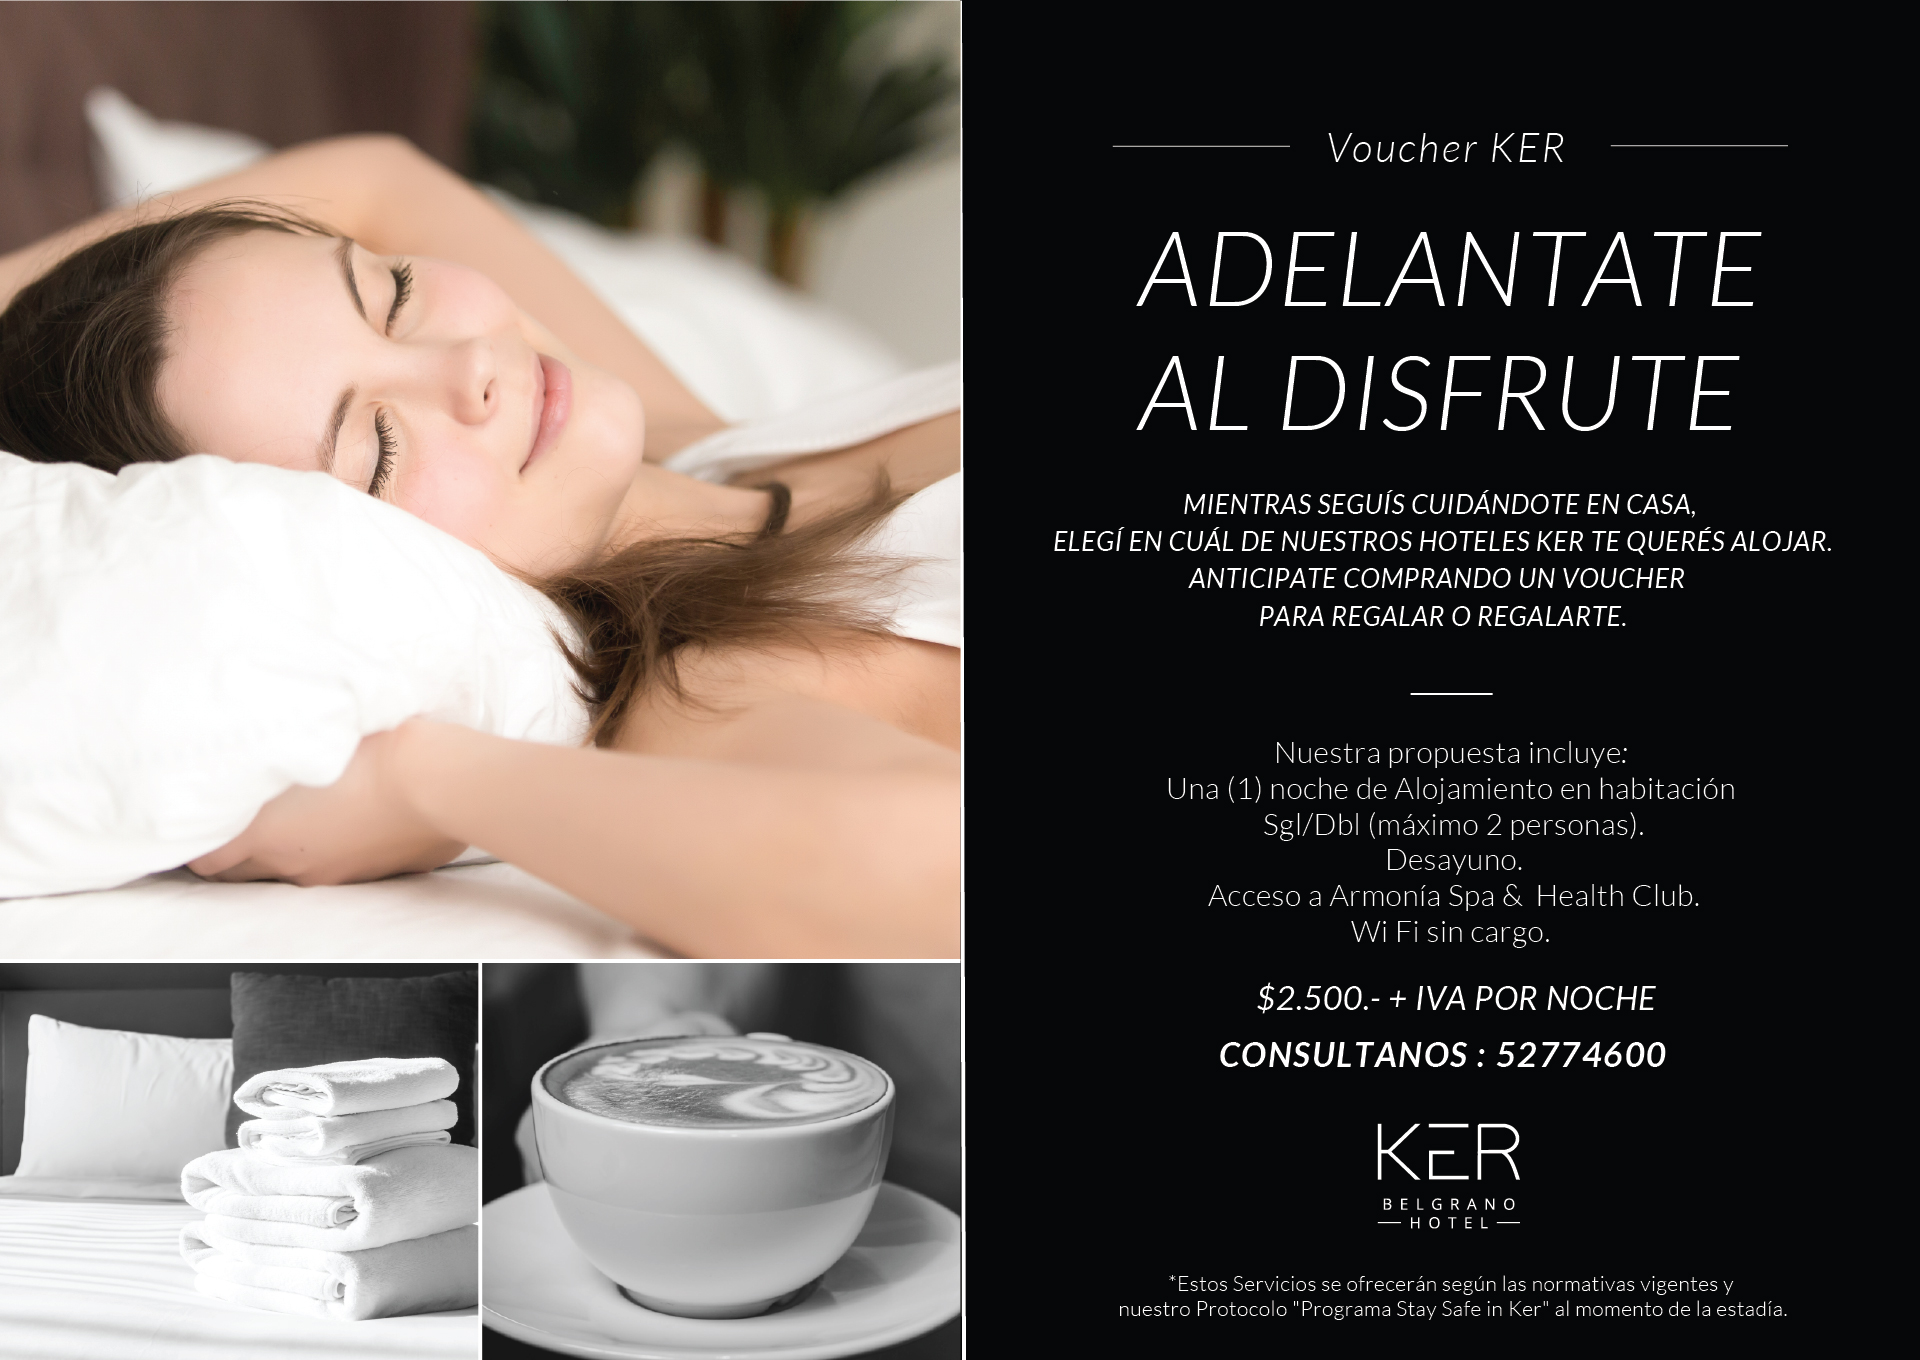 Voucher KER
ADELANTATE
AL DISFRUTE
MIENTRAS SEGUÍS CUIDÁNDOTE EN CASA,
ELEGÍ EN CUÁL DE NUESTROS HOTELES KER TE QUERÉS ALOJAR.
ANTICIPATE COMPRANDO UN VOUCHER
PARA REGALAR O REGALARTE.
Nuestra propuesta incluye:
Una (1) noche de Alojamiento en habitación
Sgl/Dbl (máximo 2 personas).
Desayuno.
Acceso a Armonía Spa & Health Club.
Wi Fi sin cargo.
$2.500.- + IVA POR NOCHE
CONSULTANOS : 52774600
KER
BELGRANO
HOTEL
*Estos Servicios se ofrecerán según las normativas vigentes y
nuestro Protocolo "Programa Stay Safe in Ker" al momento de la estadía.